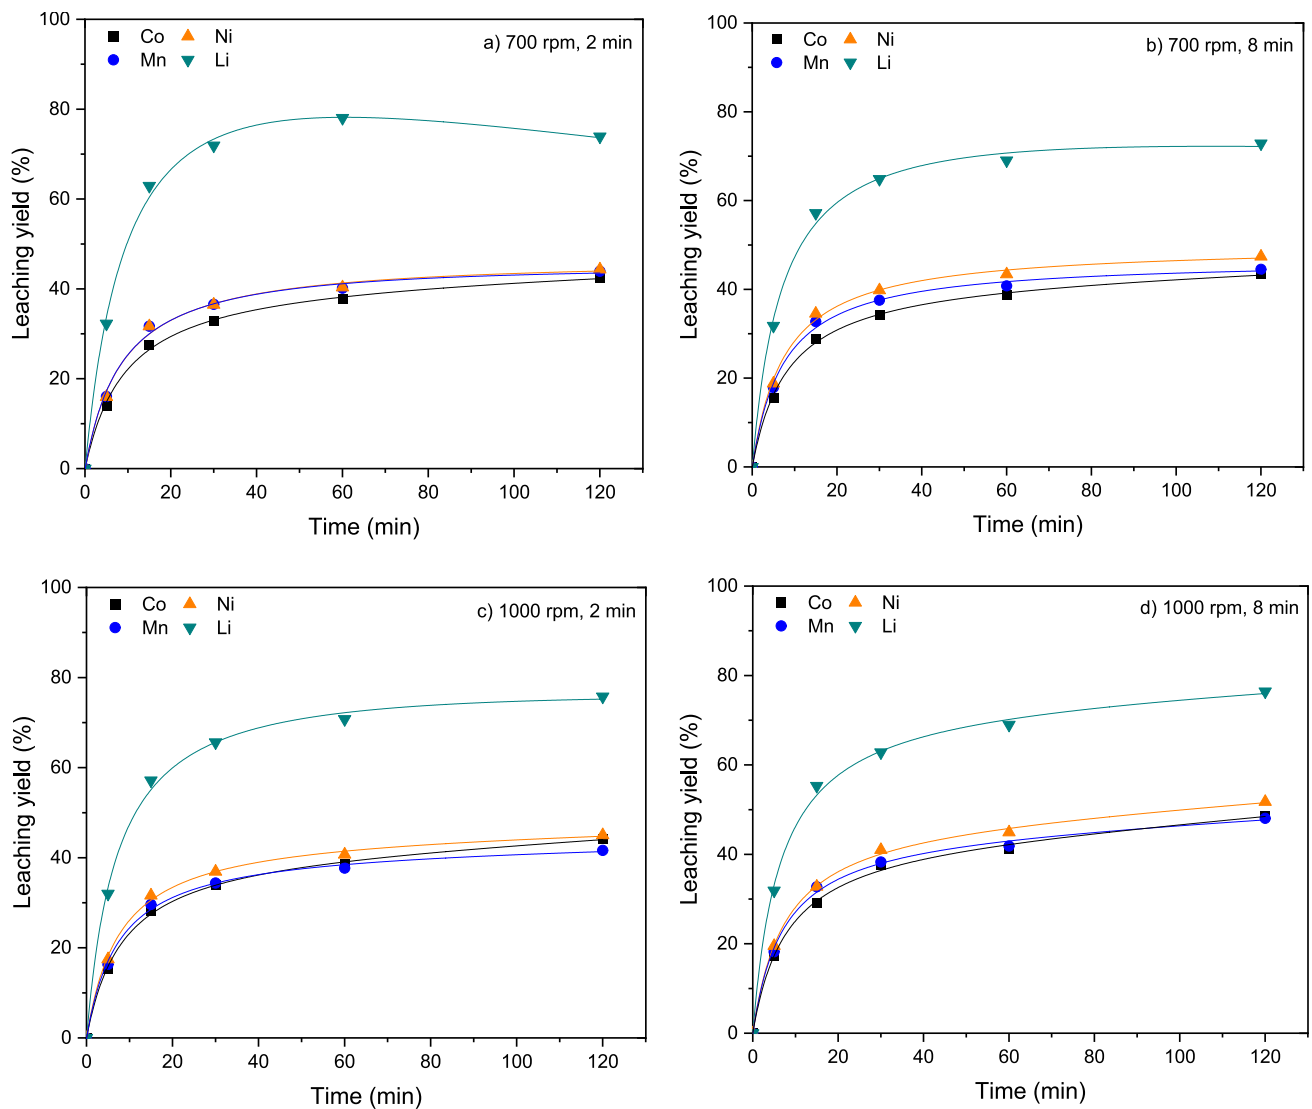 a) 700 rpm, 2 min
Co Ni
Mn Li
Leaching yield (%)
100
80
60
40
20
0
0 20 40 60 80 100 120
Time (min)
b) 700 rpm, 8 min
Co Ni
Mn Li
Leaching yield (%)
100
80
60
40
20
0
0 20 40 60 80 100 120
Time (min)
c) 1000 rpm, 2 min
Co Ni
Mn Li
Leaching yield (%)
100
80
60
40
20
0
0 20 40 60 80 100 120
Time (min)
d) 1000 rpm, 8 min
Co Ni
Mn Li
Leaching yield (%)
100
80
60
40
20
0
0 20 40 60 80 100 120
Time (min)